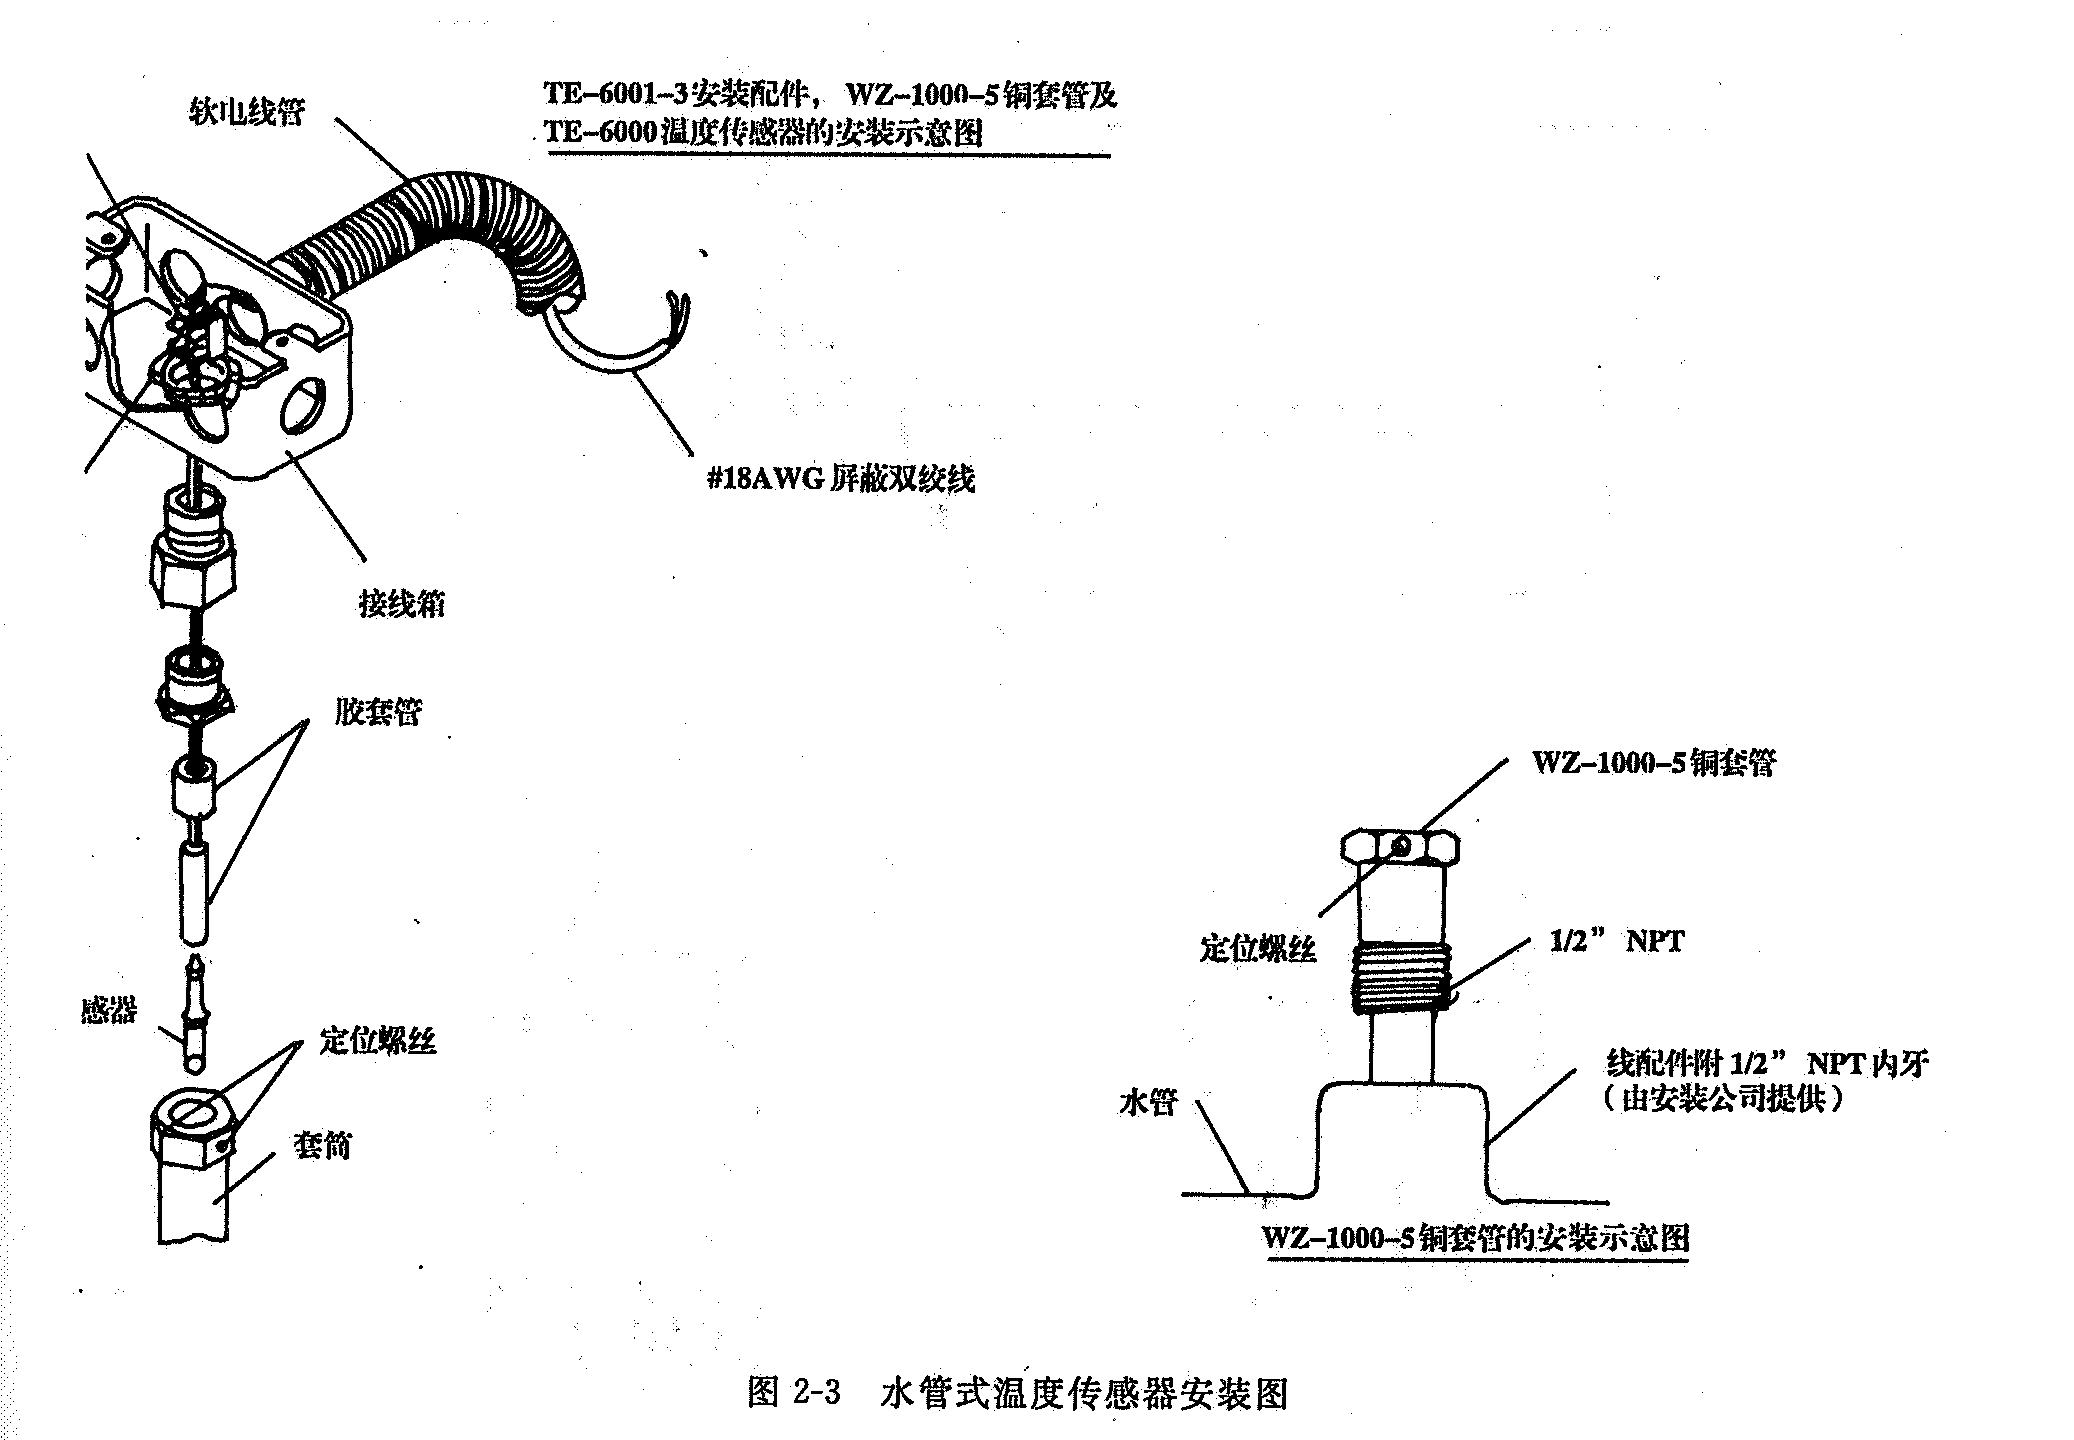 TE-6001-3安装配件，WZ-1000-5铜套管及
TE-6000温度传感器的安装示意图
软电线管
#18AWG屏蔽双绞线
接线箱
胶套管
感器
定位螺丝
套筒
WZ-1000-5铜套管
定位螺丝
1/2” NPT
线配件附1/2” NPT内牙
（由安装公司提供）
水管
WZ-1000-5铜套管的安装示意图
图 2-3 水管式温度传感器安装图